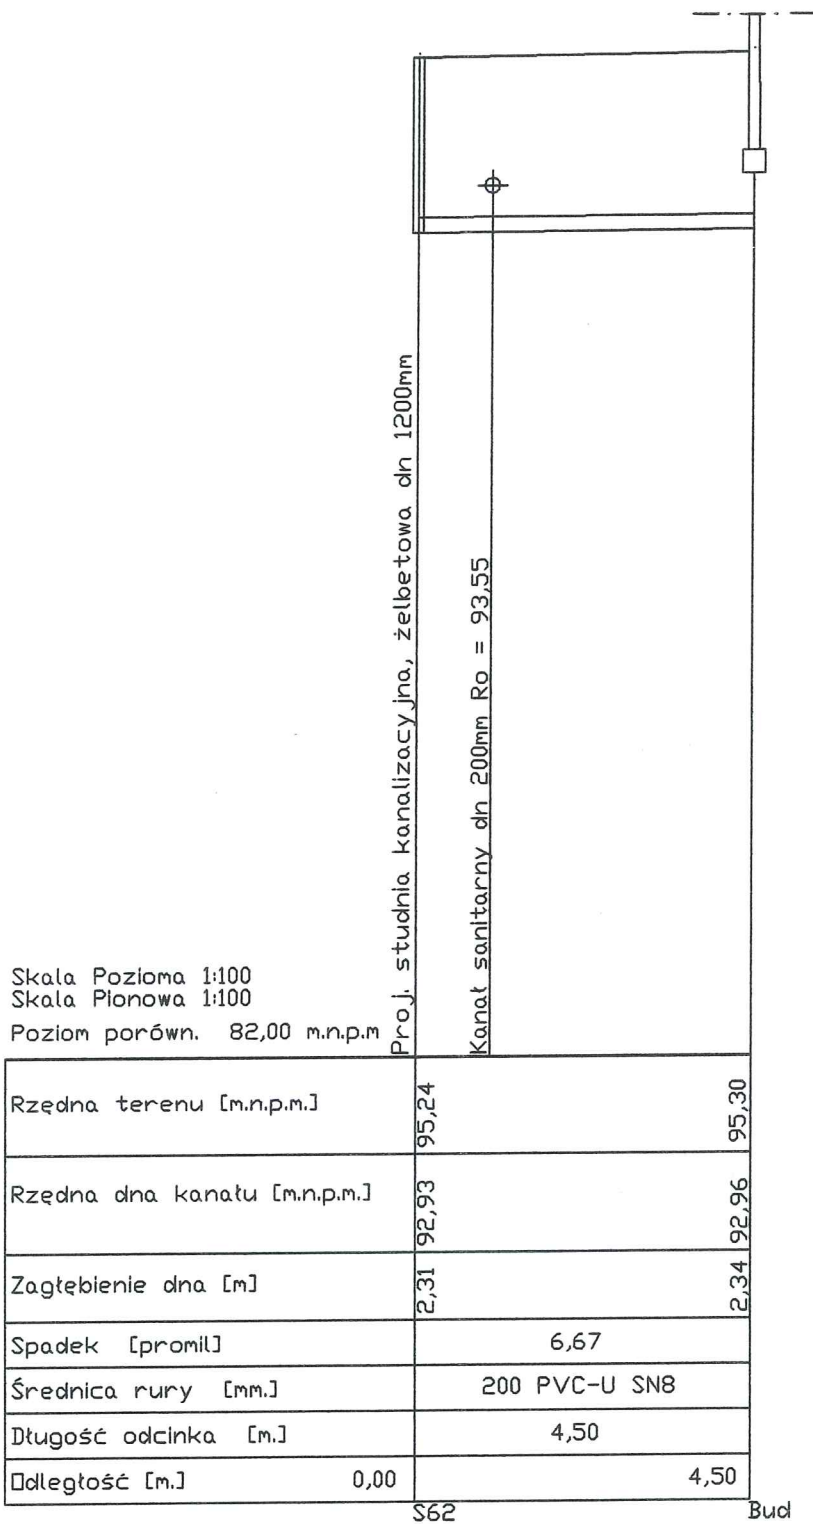 Proj. studnia kanalizacyjna, żelbetowa dn 1200mm
Kanał sanitarny dn 200mm Ro = 93,55
Skala Pozioma 1:100
Skala Pionowa 1:100
Poziom porówn. 82,00 m.n.p.m
Rzędna terenu [m.n.p.m.] 95,24 95,30
Rzędna dna kanału [m.n.p.m.] 92,93 92,96
Zagłębienie dna [m] 2,31 2,34
Spadek [promil] 6,67
Średnica rury [mm.] 200 PVC-U SN8
Długość odcinka [m.] 4,50
Odległość [m.] 0,00 4,50
S62 Bud